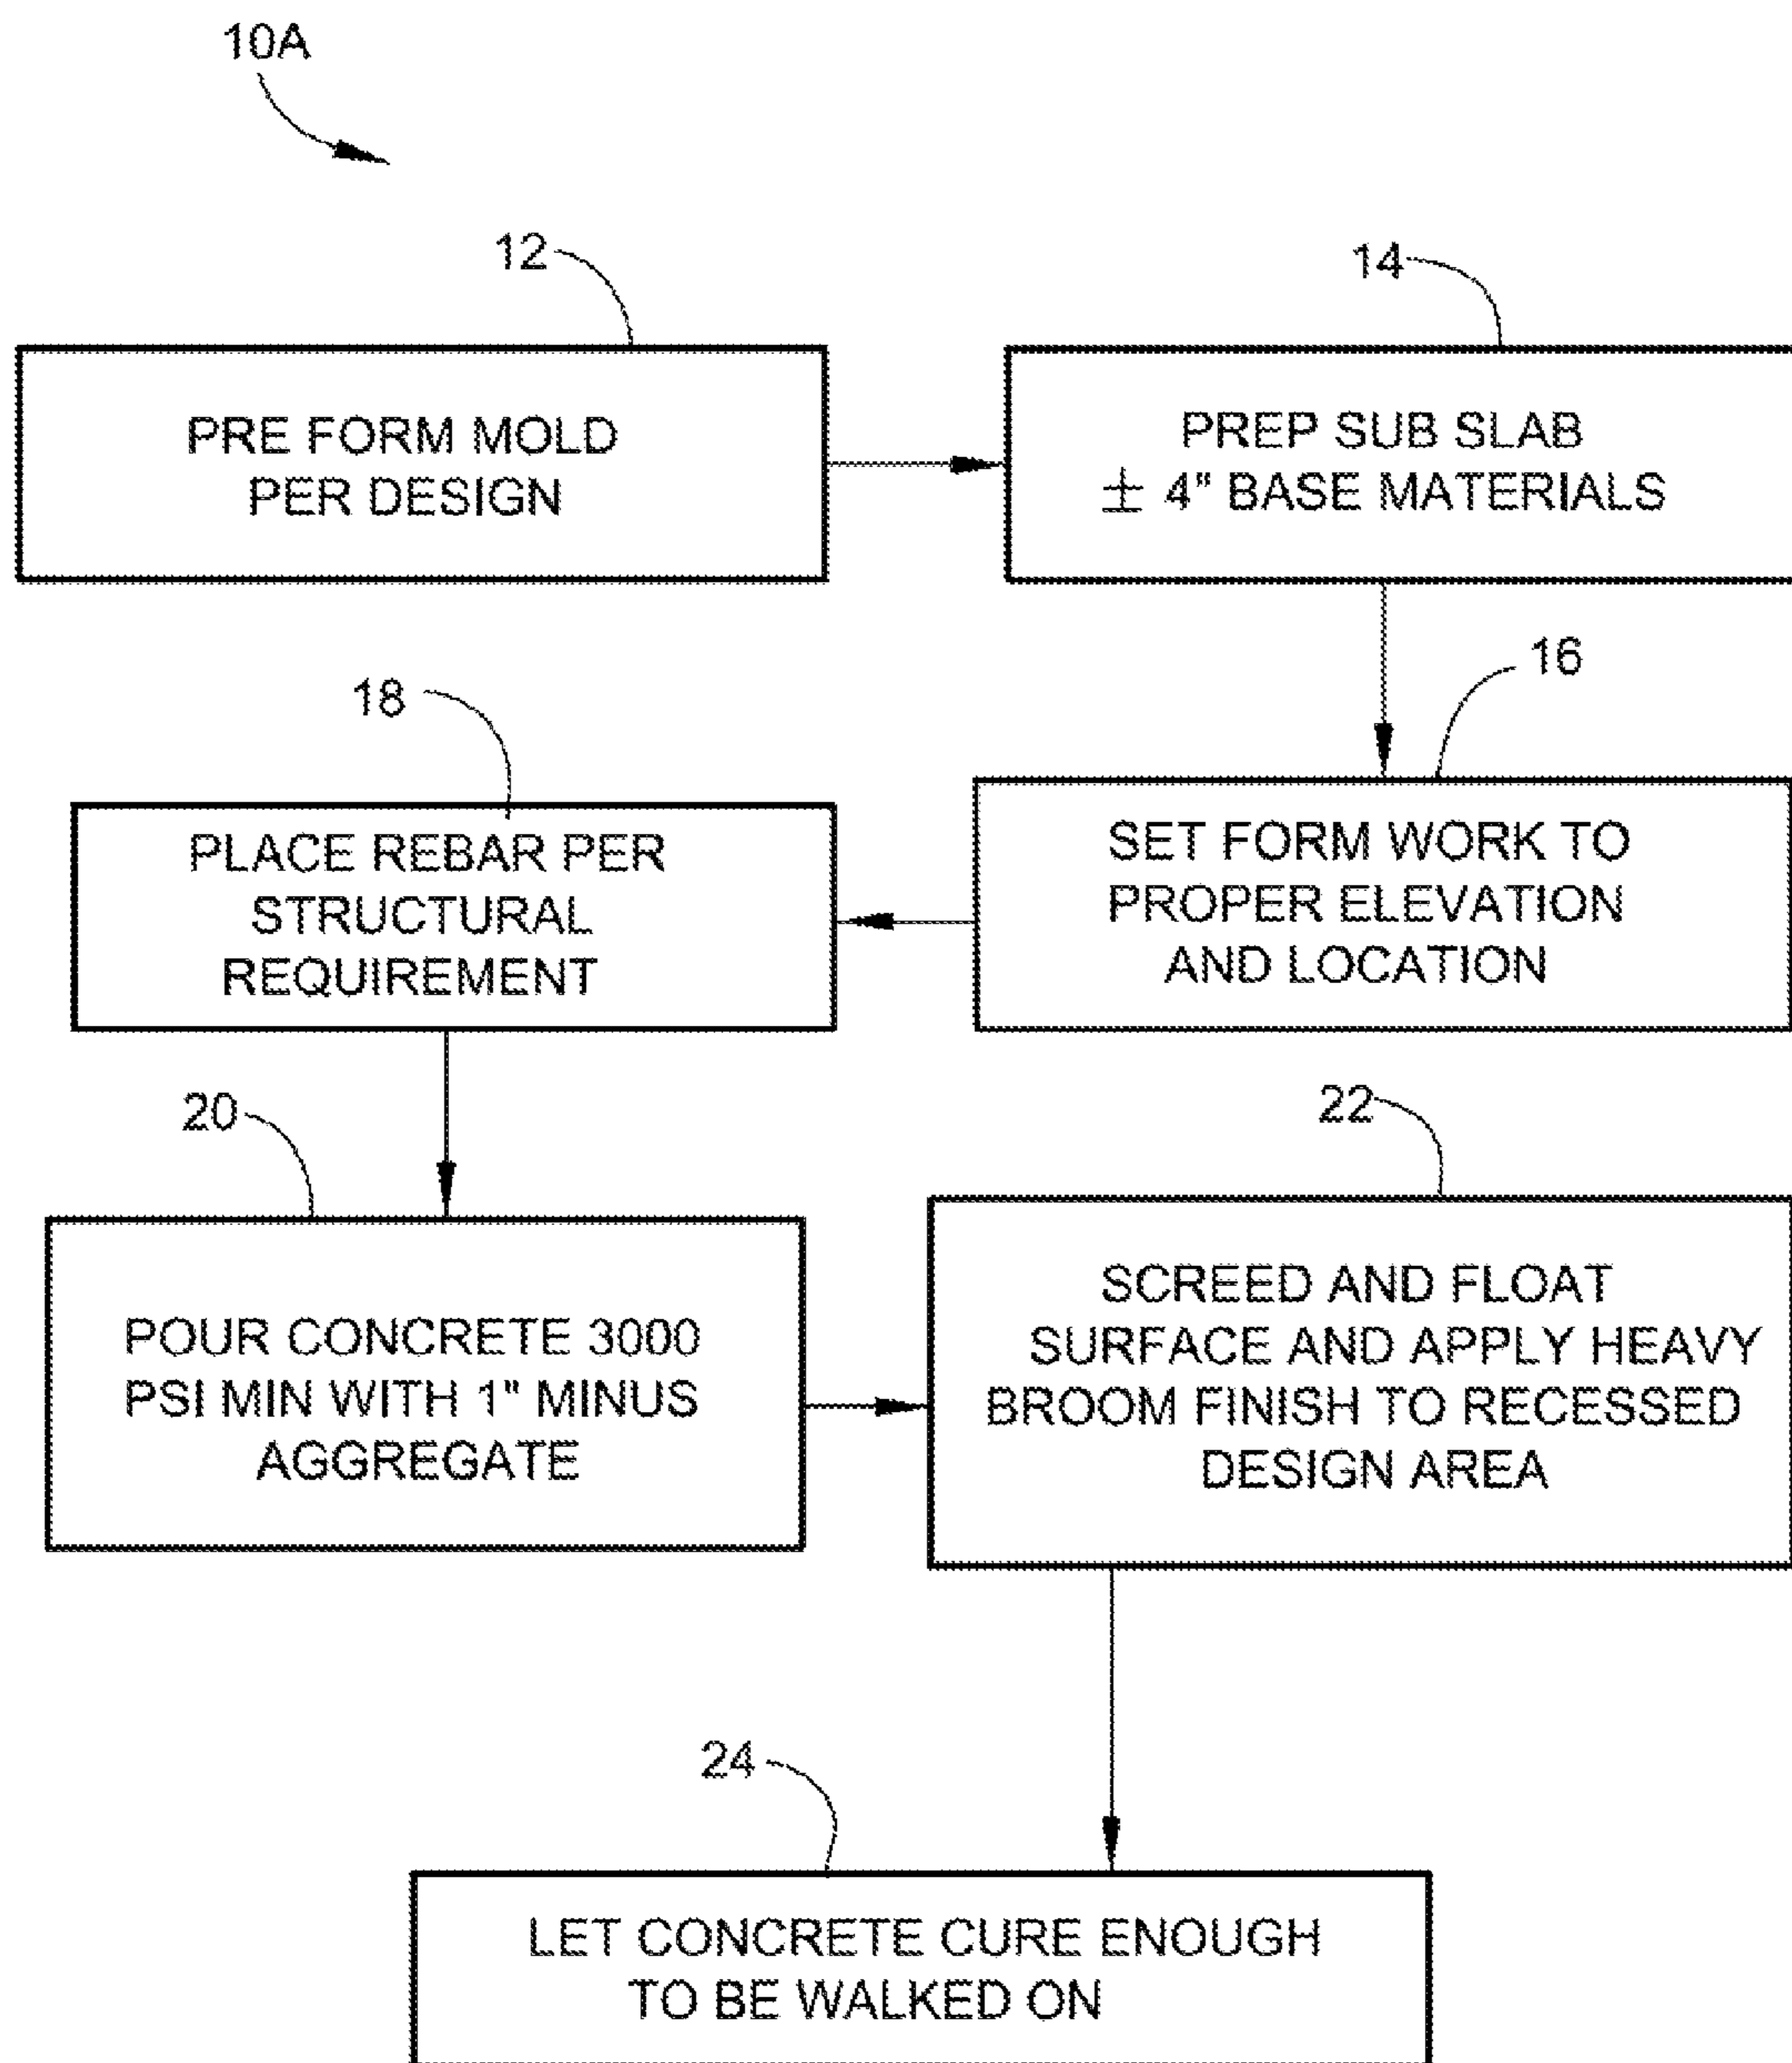 10A
12
14
PRE FORM MOLD
PER DESIGN
PREP SUB SLAB
± 4" BASE MATERIALS
16
18
SET FORM WORK TO
PROPER ELEVATION
AND LOCATION
PLACE REBAR PER
STRUCTURAL
REQUIREMENT
20
22
POUR CONCRETE 3000
PSI MIN WITH 1" MINUS
AGGREGATE
SCREED AND FLOAT
SURFACE AND APPLY HEAVY
BROOM FINISH TO RECESSED
DESIGN AREA
24
LET CONCRETE CURE ENOUGH
TO BE WALKED ON